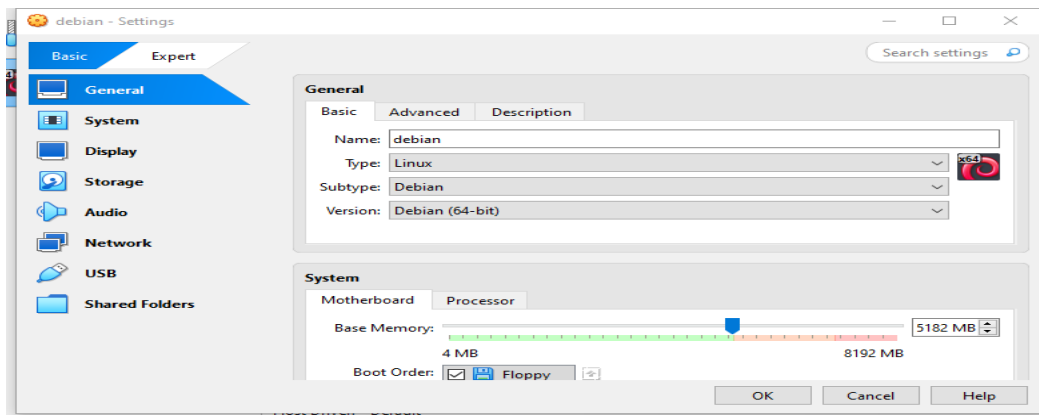 debian - Settings
Basic Expert
Search settings
General
System
Display
Storage
Audio
Network
USB
Shared Folders
General
Basic Advanced Description
Name: debian
Type: Linux
x64
Subtype: Debian
Version: Debian (64-bit)
System
Motherboard Processor
Base Memory: 5182 MB
4 MB 8192 MB
Boot Order: Floppy
OK Cancel Help